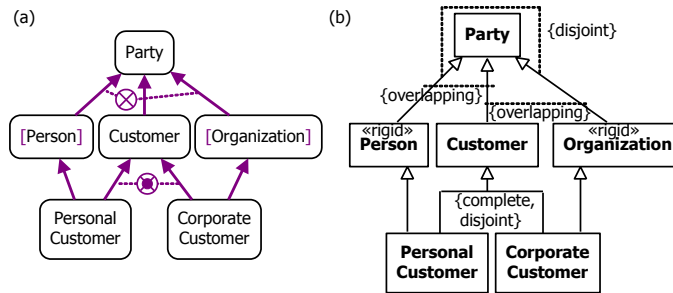 (a)
Party
[Person]
Customer
[Organization]
Personal
Customer
Corporate
Customer
(b)
Party
{disjoint}
{overlapping}
{overlapping}
«rigid»
Person
Customer
«rigid»
Organization
{complete,
disjoint}
Personal
Customer
Corporate
Customer